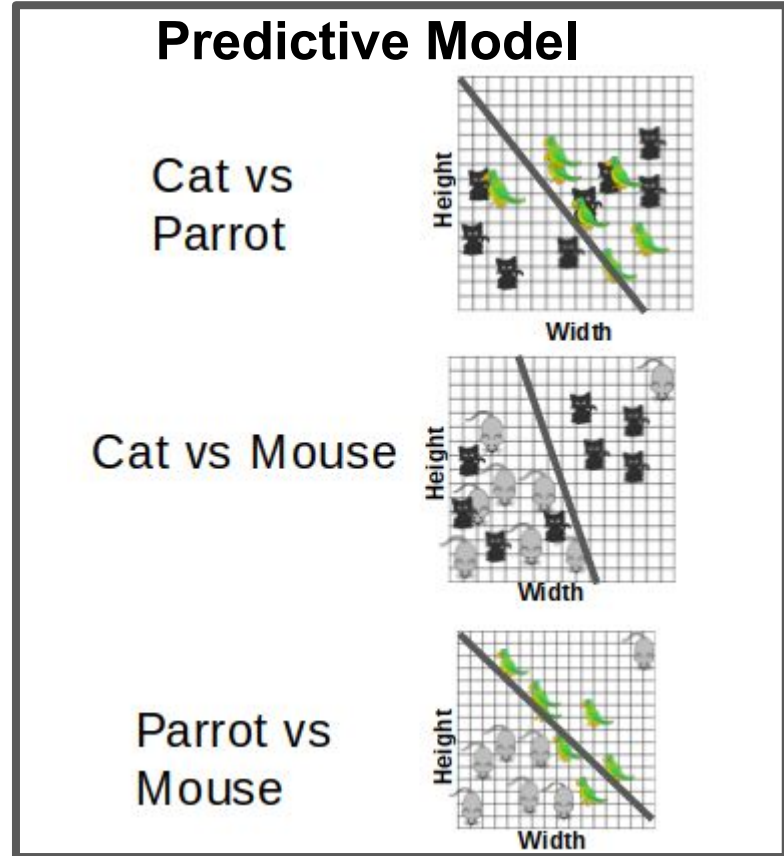 Predictive Model
Cat vs
Parrot
Height
Width
Cat vs Mouse
Height
Width
Parrot vs
Mouse
Height
Width